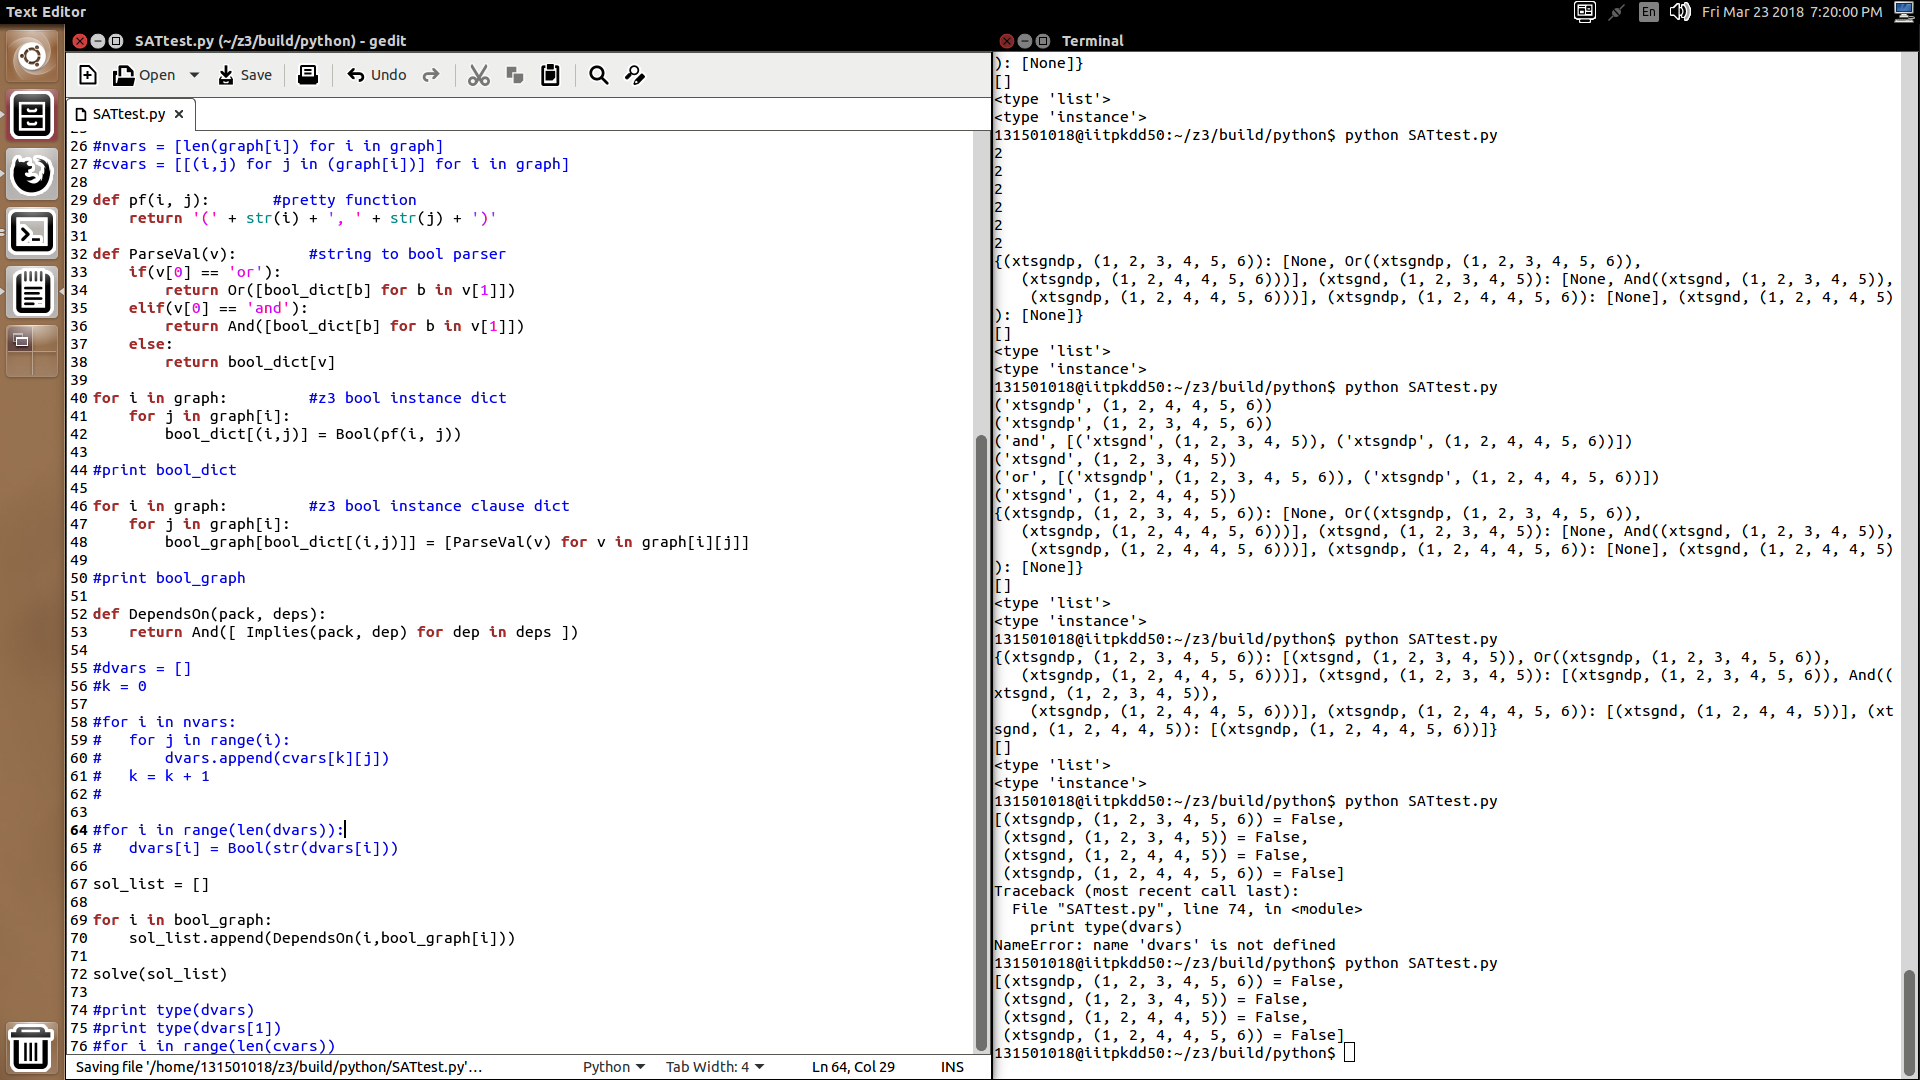 Text Editor
En
Fri Mar 23 2018 7:20:00 PM
SATtest.py (~/z3/build/python) - gedit
Open
Save
Undo
SATtest.py ×
26 #nvars = [len(graph[i]) for i in graph]
27 #cvars = [[(i,j) for j in (graph[i])] for i in graph]
28
29 def pf(i, j):       #pretty function
30     return '(' + str(i) + ', ' + str(j) + ')'
31
32 def ParseVal(v):        #string to bool parser
33     if(v[0] == 'or'):
34         return Or([bool_dict[b] for b in v[1]])
35     elif(v[0] == 'and'):
36         return And([bool_dict[b] for b in v[1]])
37     else:
38         return bool_dict[v]
39
40 for i in graph:         #z3 bool instance dict
41     for j in graph[i]:
42         bool_dict[(i,j)] = Bool(pf(i, j))
43
44 #print bool_dict
45
46 for i in graph:         #z3 bool instance clause dict
47     for j in graph[i]:
48         bool_graph[bool_dict[(i,j)]] = [ParseVal(v) for v in graph[i][j]]
49
50 #print bool_graph
51
52 def DependsOn(pack, deps):
53     return And([ Implies(pack, dep) for dep in deps ])
54
55 #dvars = []
56 #k = 0
57
58 #for i in nvars:
59 #   for j in range(i):
60 #       dvars.append(cvars[k][j])
61 #   k = k + 1
62 #
63
64 #for i in range(len(dvars)):
65 #   dvars[i] = Bool(str(dvars[i]))
66
67 sol_list = []
68
69 for i in bool_graph:
70     sol_list.append(DependsOn(i,bool_graph[i]))
71
72 solve(sol_list)
73
74 #print type(dvars)
75 #print type(dvars[1])
76 #for i in range(len(cvars))
Saving file '/home/131501018/z3/build/python/SATtest.py'…
Python
Tab Width: 4
Ln 64, Col 29
INS
Terminal
): [None]}
[]
<type 'list'>
<type 'instance'>
131501018@iitpkdd50:~/z3/build/python$ python SATtest.py
2
2
2
2
2
2
{(xtsgndp, (1, 2, 3, 4, 5, 6)): [None, Or((xtsgndp, (1, 2, 3, 4, 5, 6)),
   (xtsgndp, (1, 2, 4, 4, 5, 6)))], (xtsgnd, (1, 2, 3, 4, 5)): [None, And((xtsgnd, (1, 2, 3, 4, 5)),
    (xtsgndp, (1, 2, 4, 4, 5, 6)))], (xtsgndp, (1, 2, 4, 4, 5, 6)): [None], (xtsgnd, (1, 2, 4, 4, 5)
): [None]}
[]
<type 'list'>
<type 'instance'>
131501018@iitpkdd50:~/z3/build/python$ python SATtest.py
('xtsgndp', (1, 2, 4, 4, 5, 6))
('xtsgndp', (1, 2, 3, 4, 5, 6))
('and', [('xtsgnd', (1, 2, 3, 4, 5)), ('xtsgndp', (1, 2, 4, 4, 5, 6))])
('xtsgnd', (1, 2, 3, 4, 5))
('or', [('xtsgndp', (1, 2, 3, 4, 5, 6)), ('xtsgndp', (1, 2, 4, 4, 5, 6))])
('xtsgnd', (1, 2, 4, 4, 5))
{(xtsgndp, (1, 2, 3, 4, 5, 6)): [None, Or((xtsgndp, (1, 2, 3, 4, 5, 6)),
   (xtsgndp, (1, 2, 4, 4, 5, 6)))], (xtsgnd, (1, 2, 3, 4, 5)): [None, And((xtsgnd, (1, 2, 3, 4, 5)),
    (xtsgndp, (1, 2, 4, 4, 5, 6)))], (xtsgndp, (1, 2, 4, 4, 5, 6)): [None], (xtsgnd, (1, 2, 4, 4, 5)
): [None]}
[]
<type 'list'>
<type 'instance'>
131501018@iitpkdd50:~/z3/build/python$ python SATtest.py
{(xtsgndp, (1, 2, 3, 4, 5, 6)): [(xtsgnd, (1, 2, 3, 4, 5)), Or((xtsgndp, (1, 2, 3, 4, 5, 6)),
   (xtsgndp, (1, 2, 4, 4, 5, 6)))], (xtsgnd, (1, 2, 3, 4, 5)): [(xtsgndp, (1, 2, 3, 4, 5, 6)), And((
xtsgnd, (1, 2, 3, 4, 5)),
    (xtsgndp, (1, 2, 4, 4, 5, 6)))], (xtsgndp, (1, 2, 4, 4, 5, 6)): [(xtsgnd, (1, 2, 4, 4, 5))], (xt
sgnd, (1, 2, 4, 4, 5)): [(xtsgndp, (1, 2, 4, 4, 5, 6))]}
[]
<type 'list'>
<type 'instance'>
131501018@iitpkdd50:~/z3/build/python$ python SATtest.py
[(xtsgndp, (1, 2, 3, 4, 5, 6)) = False,
 (xtsgnd, (1, 2, 3, 4, 5)) = False,
 (xtsgnd, (1, 2, 4, 4, 5)) = False,
 (xtsgndp, (1, 2, 4, 4, 5, 6)) = False]
Traceback (most recent call last):
  File "SATtest.py", line 74, in <module>
    print type(dvars)
NameError: name 'dvars' is not defined
131501018@iitpkdd50:~/z3/build/python$ python SATtest.py
[(xtsgndp, (1, 2, 3, 4, 5, 6)) = False,
 (xtsgnd, (1, 2, 3, 4, 5)) = False,
 (xtsgnd, (1, 2, 4, 4, 5)) = False,
 (xtsgndp, (1, 2, 4, 4, 5, 6)) = False]
131501018@iitpkdd50:~/z3/build/python$